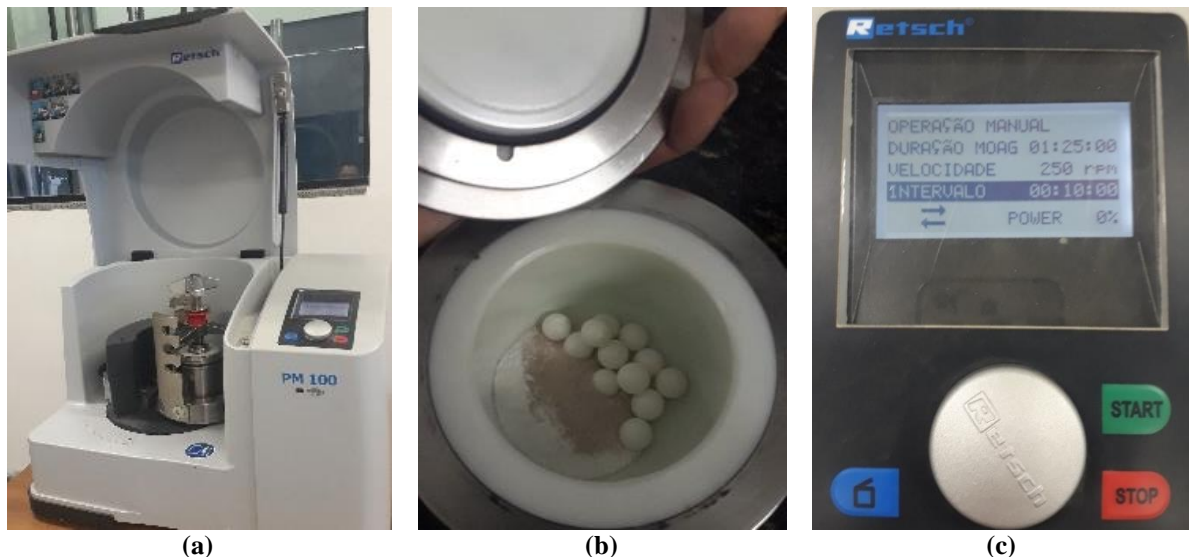 Retsch
PM 100
Retsch
OPERAÇÃO MANUAL
DURAÇÃO MOAG 01:25:00
VELOCIDADE 250 rpm
INTERVALO 00:10:00
POWER 0%
Retsch
START
STOP
(a)
(b)
(c)